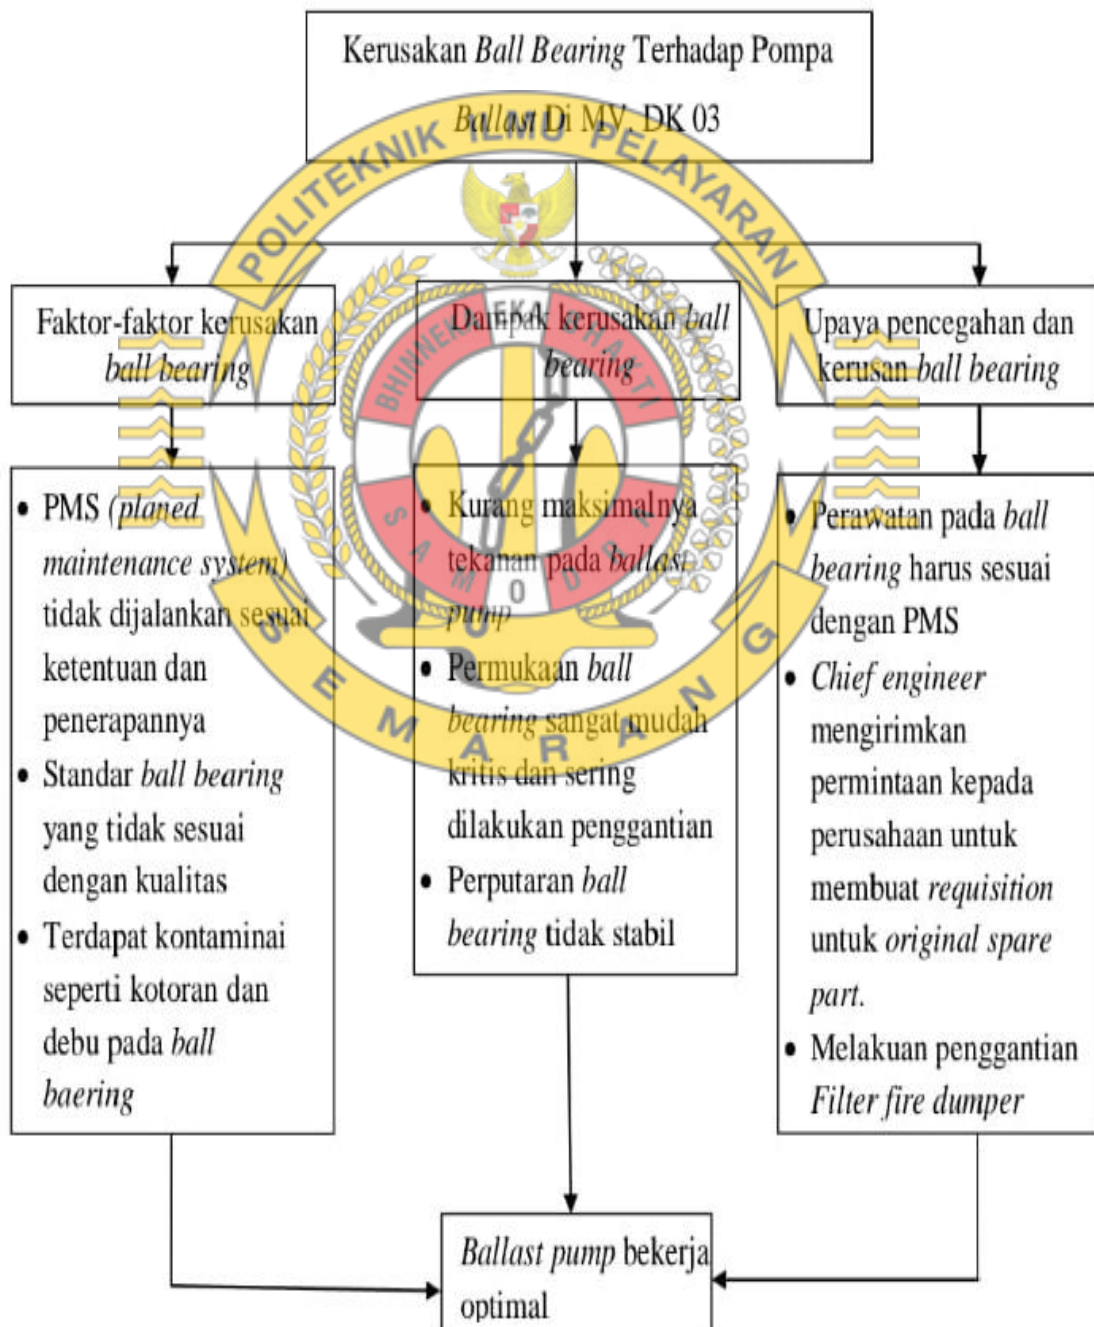 Kerusakan Ball Bearing Terhadap Pompa
Ballast Di MV. DK 03
POLITEKNIK ILMU PELAYARAN
Faktor-faktor kerusakan
ball bearing
Dampak kerusakan ball
bearing
Upaya pencegahan dan
kerusan ball bearing
BHINNEKA EKA BHAKTI
SAMODRA
SEMARANG
• PMS (planed
maintenance system)
tidak dijalankan sesuai
ketentuan dan
penerapannya
• Standar ball bearing
yang tidak sesuai
dengan kualitas
• Terdapat kontaminai
seperti kotoran dan
debu pada ball
baering
• Kurang maksimalnya
tekanan pada ballast
pump
• Permukaan ball
bearing sangat mudah
kritis dan sering
dilakukan penggantian
• Perputaran ball
bearing tidak stabil
• Perawatan pada ball
bearing harus sesuai
dengan PMS
• Chief engineer
mengirimkan
permintaan kepada
perusahaan untuk
membuat requisition
untuk original spare
part.
• Melakuan penggantian
Filter fire dumper
Ballast pump bekerja
optimal